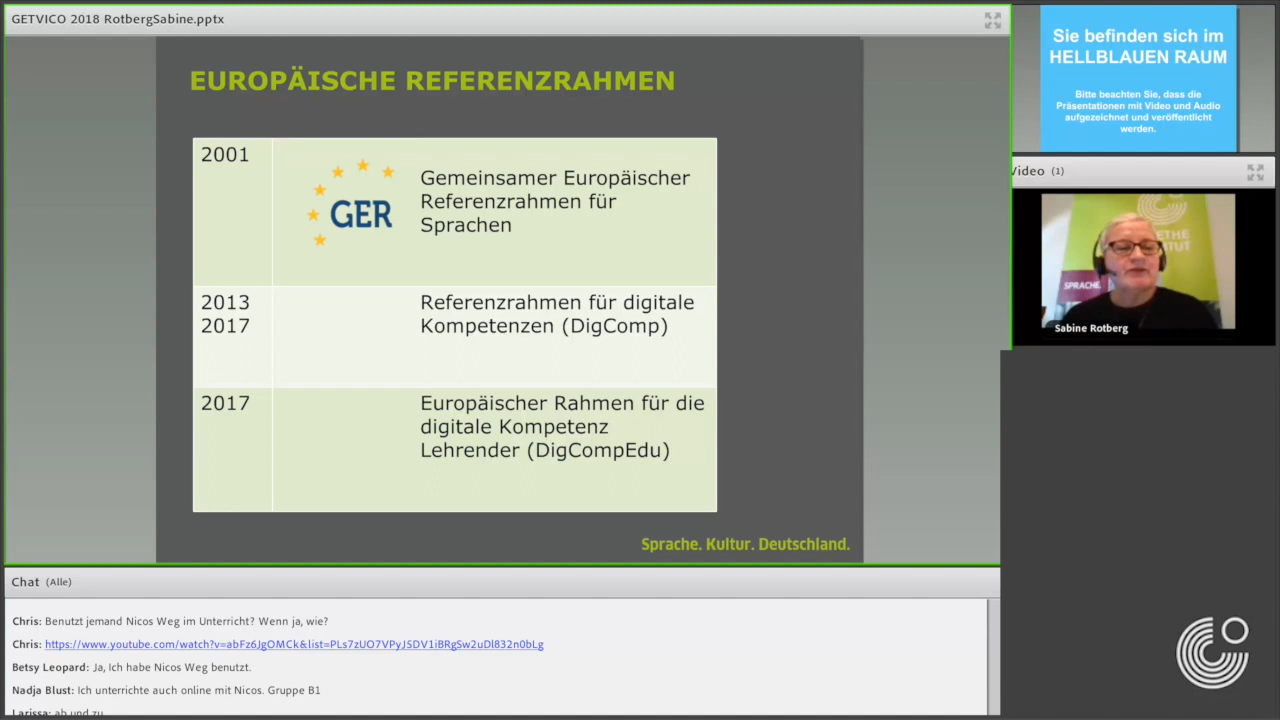 GETVICO 2018 RotbergSabine.pptx
EUROPÄISCHE REFERENZRAHMEN
2001
GER
Gemeinsamer Europäischer
Referenzrahmen für
Sprachen
2013
2017
Referenzrahmen für digitale
Kompetenzen (DigComp)
2017
Europäischer Rahmen für die
digitale Kompetenz
Lehrender (DigCompEdu)
Sprache. Kultur. Deutschland.
Sie befinden sich im
HELLBLAUEN RAUM
Bitte beachten Sie, dass die
Präsentationen mit Video und Audio
aufgezeichnet und veröffentlicht
werden.
Video (1)
SPRACHE.
Sabine Rotberg
Chat (Alle)
Chris: Benutzt jemand Nicos Weg im Unterricht? Wenn ja, wie?
Chris: https://www.youtube.com/watch?v=abFz6JgOMCk&list=PLs7zUO7VPyJ5DV1iBRgSw2uDl832n0bLg
Betsy Leopard: Ja, Ich habe Nicos Weg benutzt.
Nadja Blust: Ich unterrichte auch online mit Nicos. Gruppe B1
Larissa: ab und zu